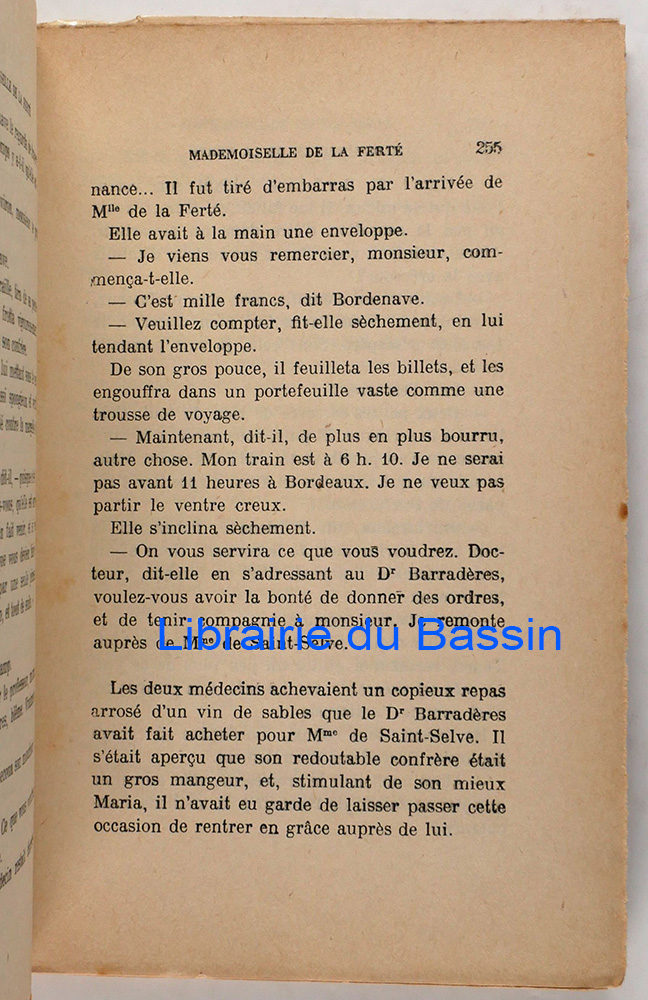 MADEMOISELLE DE LA FERTÉ 255
nance... Il fut tiré d'embarras par l'arrivée de
Mlle de la Ferté.
Elle avait à la main une enveloppe.
— Je viens vous remercier, monsieur, com-
mença-t-elle.
— C'est mille francs, dit Bordenave.
— Veuillez compter, fit-elle sèchement, en lui
tendant l'enveloppe.
De son gros pouce, il feuilleta les billets, et les
engouffra dans un portefeuille vaste comme une
trousse de voyage.
— Maintenant, dit-il, de plus en plus bourru,
autre chose. Mon train est à 6 h. 10. Je ne serai
pas avant 11 heures à Bordeaux. Je ne veux pas
partir le ventre creux.
Elle s'inclina sèchement.
— On vous servira ce que vous voudrez. Doc-
teur, dit-elle en s'adressant au Dr Barradères,
voulez-vous avoir la bonté de donner des ordres,
et de tenir compagnie à monsieur. Je remonte
auprès de Mme de Saint-Selve.
Librairie du Bassin
Les deux médecins achevaient un copieux repas
arrosé d'un vin de sables que le Dr Barradères
avait fait acheter pour Mme de Saint-Selve. Il
s'était aperçu que son redoutable confrère était
un gros mangeur, et, stimulant de son mieux
Maria, il n'avait eu garde de laisser passer cette
occasion de rentrer en grâce auprès de lui.